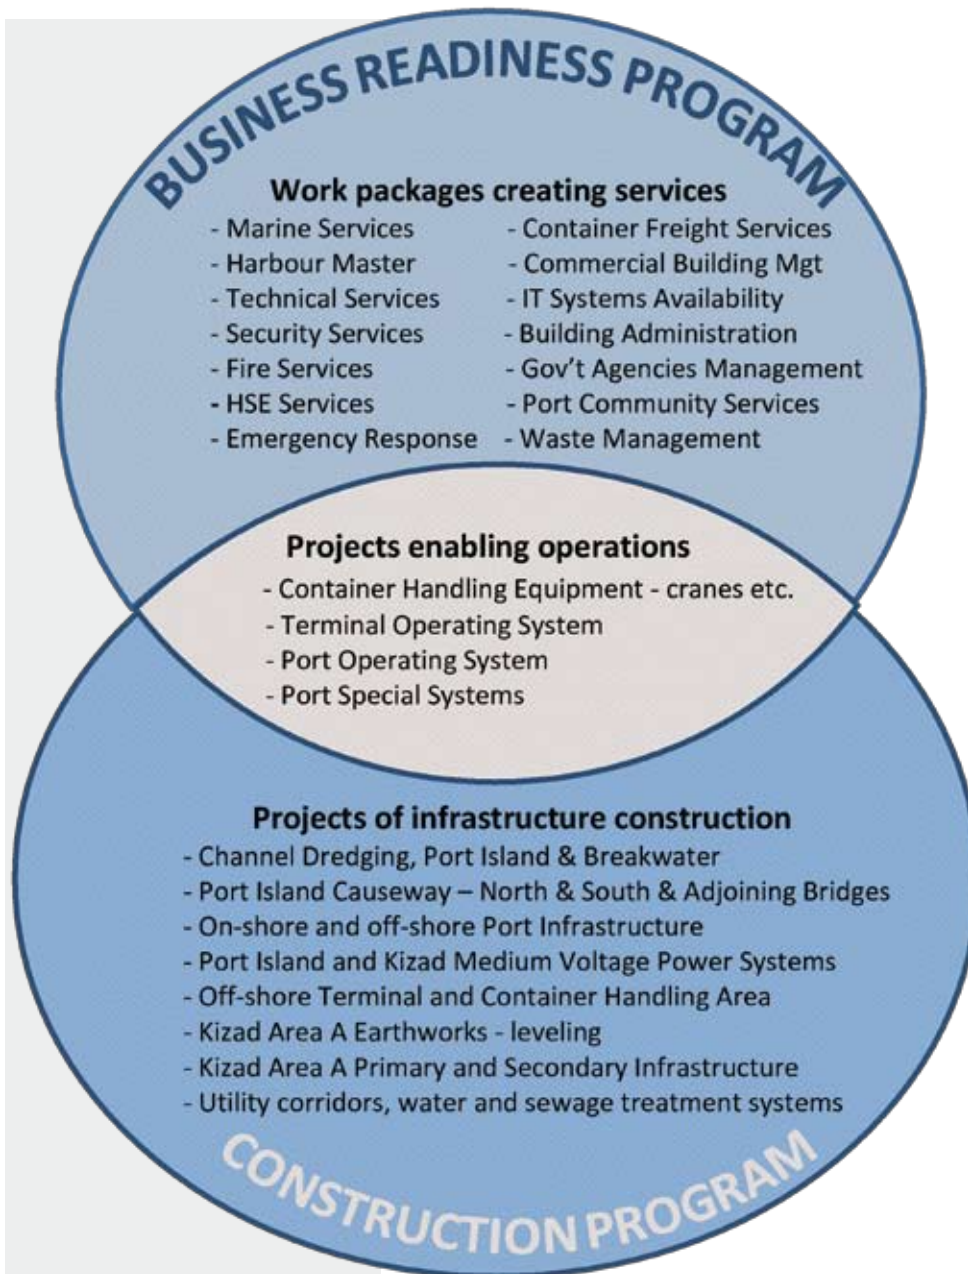 BUSINESS READINESS PROGRAM
Work packages creating services
- Marine Services
- Harbour Master
- Technical Services
- Security Services
- Fire Services
- HSE Services
- Emergency Response
- Container Freight Services
- Commercial Building Mgt
- IT Systems Availability
- Building Administration
- Gov't Agencies Management
- Port Community Services
- Waste Management
Projects enabling operations
- Container Handling Equipment - cranes etc.
- Terminal Operating System
- Port Operating System
- Port Special Systems
Projects of infrastructure construction
- Channel Dredging, Port Island & Breakwater
- Port Island Causeway – North & South & Adjoining Bridges
- On-shore and off-shore Port Infrastructure
- Port Island and Kizad Medium Voltage Power Systems
- Off-shore Terminal and Container Handling Area
- Kizad Area A Earthworks - leveling
- Kizad Area A Primary and Secondary Infrastructure
- Utility corridors, water and sewage treatment systems
CONSTRUCTION PROGRAM